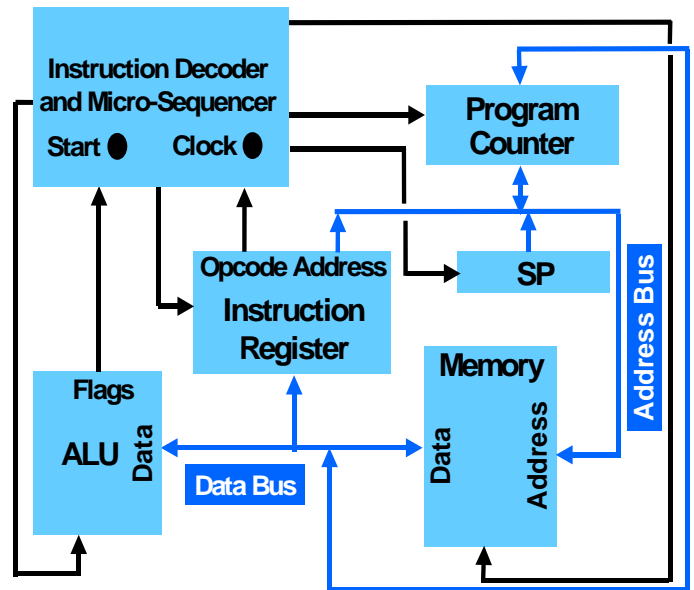 Instruction Decoder
and Micro-Sequencer
Start
Clock
Program
Counter
Opcode Address
Instruction
Register
SP
Address Bus
Flags
ALU
Data
Data Bus
Memory
Data
Address